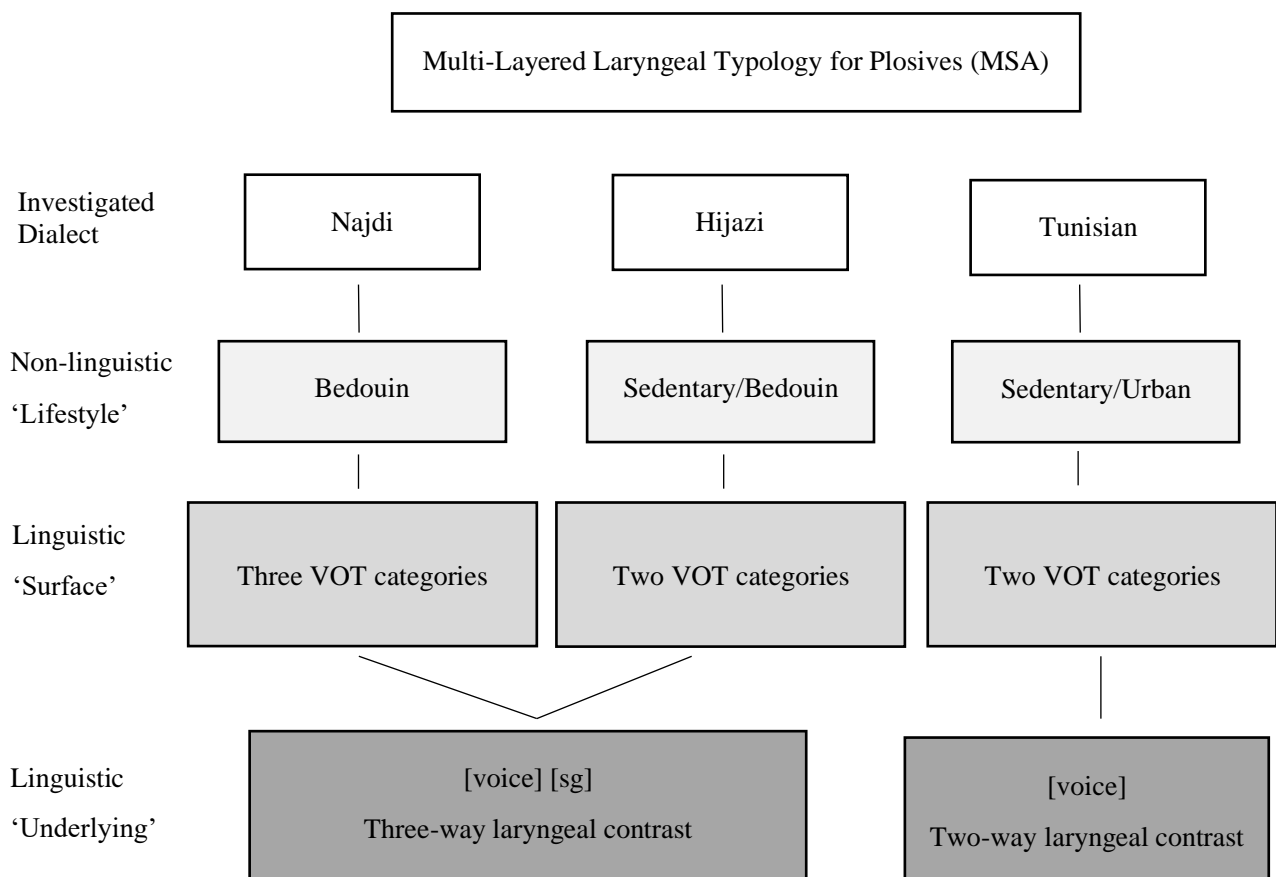 Multi-Layered Laryngeal Typology for Plosives (MSA)
Investigated
Dialect
Najdi
Hijazi
Tunisian
Non-linguistic
‘Lifestyle’
Bedouin
Sedentary/Bedouin
Sedentary/Urban
Linguistic
‘Surface’
Three VOT categories
Two VOT categories
Two VOT categories
Linguistic
‘Underlying’
[voice] [sg]
Three-way laryngeal contrast
[voice]
Two-way laryngeal contrast